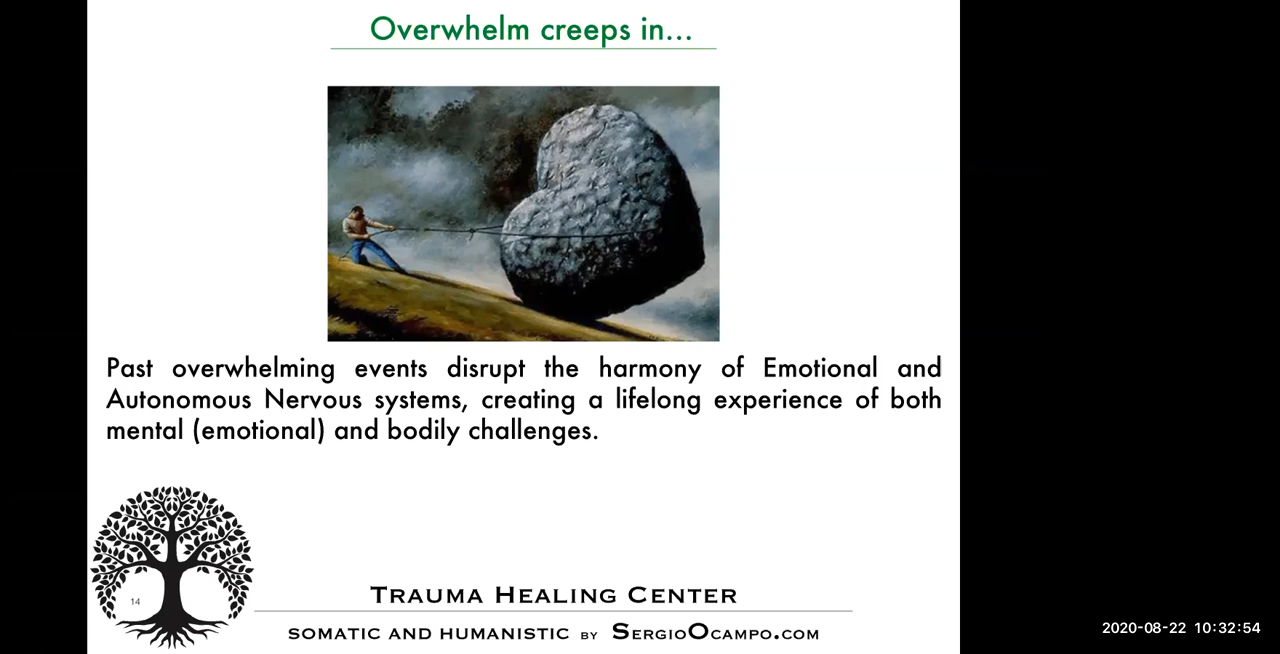 Overwhelm creeps in...
Past overwhelming events disrupt the harmony of Emotional and
Autonomous Nervous systems, creating a lifelong experience of both
mental (emotional) and bodily challenges.
14
Trauma Healing Center
somatic and humanistic by SergioOcampo.com
2020-08-22 10:32:54